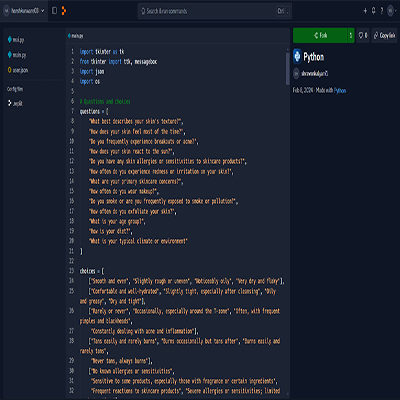 Search & run commands
Ctrl .
mai.py
main.py
Config files
.replit
main.py
1 import tkinter as tk
2 from tkinter import ttk, messagebox
3 import json
4 import os
5
6 # Questions and choices
7 questions = [
8 "What best describes your skin's texture?",
9 "How does your skin feel most of the time?",
10 "Do you frequently experience breakouts or acne?",
11 "How does your skin react to the sun?",
12 "Do you have any skin allergies or sensitivities to skincare products?",
13 "How often do you experience redness or irritation on your skin?",
14 "What are your primary skincare concerns?",
15 "How often do you wear makeup?",
16 "Do you smoke or are you frequently exposed to smoke or pollution?",
17 "How often do you exfoliate your skin?",
18 "What is your age group?",
19 "How is your diet?",
20 "What is your typical climate or environment"
21 ]
22
23 choices = [
24 ["Smooth and even", "Slightly rough or uneven", "Noticeably oily", "Very dry and flaky"],
25 ["Comfortable and well-hydrated", "Slightly tight, especially after cleansing", "Oily
and greasy", "Dry and tight"],
26 ["Rarely or never", "Occasionally, especially around the T-zone", "Often, with frequent
pimples and blackheads",
27 "Constantly dealing with acne and inflammation"],
28 ["Tans easily and rarely burns", "Burns occasionally but tans after", "Burns easily and
rarely tans",
29 "Never tans, always burns"],
30 ["No known allergies or sensitivities",
31 "Sensitive to some products, especially those with fragrance or certain ingredients",
32 "Frequent reactions to skincare products", "Severe allergies or sensitivities; limited
Fork
5
0
Copy link
Python
Feb 8, 2024 · Made with Python